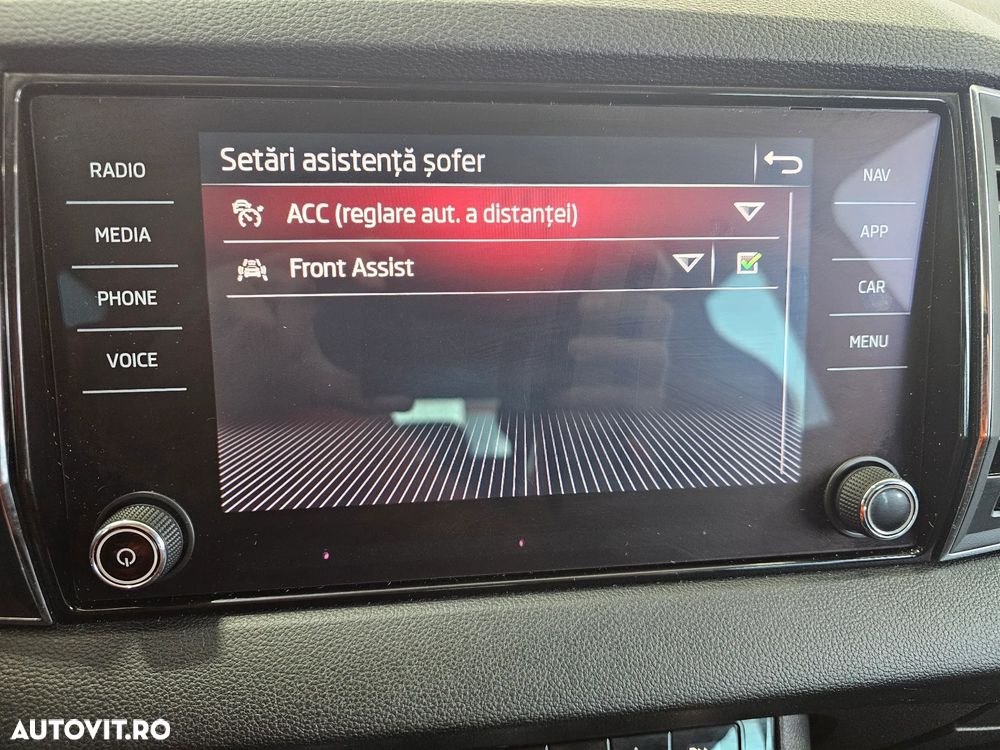 Setări asistență șofer
RADIO
MEDIA
PHONE
VOICE
ACC (reglare aut. a distanței)
Front Assist
NAV
APP
CAR
MENU
AUTOVIT.RO